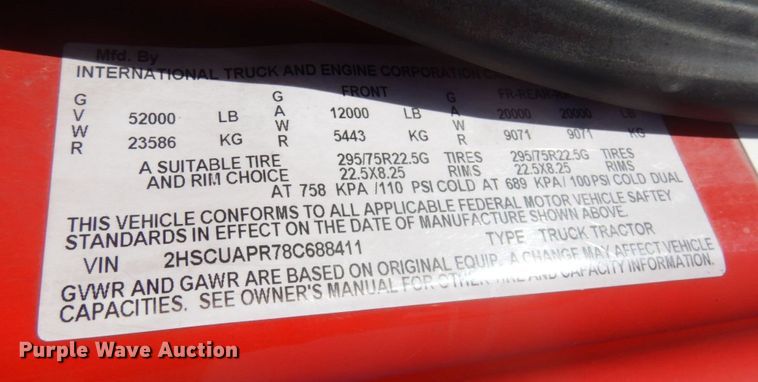 Mfd. By
INTERNATIONAL TRUCK AND ENGINE CORPORATION
G G FRONT G FR-REAR-RR
V 52000 LB A 12000 LB A 20000 20000 LB
W W W
R 23586 KG R 5443 KG R 9071 9071 KG
A SUITABLE TIRE 295/75R22.5G TIRES 295/75R22.5G TIRES
AND RIM CHOICE 22.5X8.25 RIMS 22.5X8.25 RIMS
AT 758 KPA /110 PSI COLD AT 689 KPA/ 100PSI COLD DUAL
THIS VEHICLE CONFORMS TO ALL APPLICABLE FEDERAL MOTOR VEHICLE SAFTEY
STANDARDS IN EFFECT ON THE DATE OF MANUFACTURE SHOWN ABOVE.
VIN 2HSCUAPR78C688411 TYPE TRUCK TRACTOR
GVWR AND GAWR ARE BASED ON ORIGINAL EQUIP. A CHANGE MAY AFFECT VEHICLE
CAPACITIES. SEE OWNER'S MANUAL FOR OTHER TIRE AND CAPACITY INFORMATION.
Purple Wave Auction